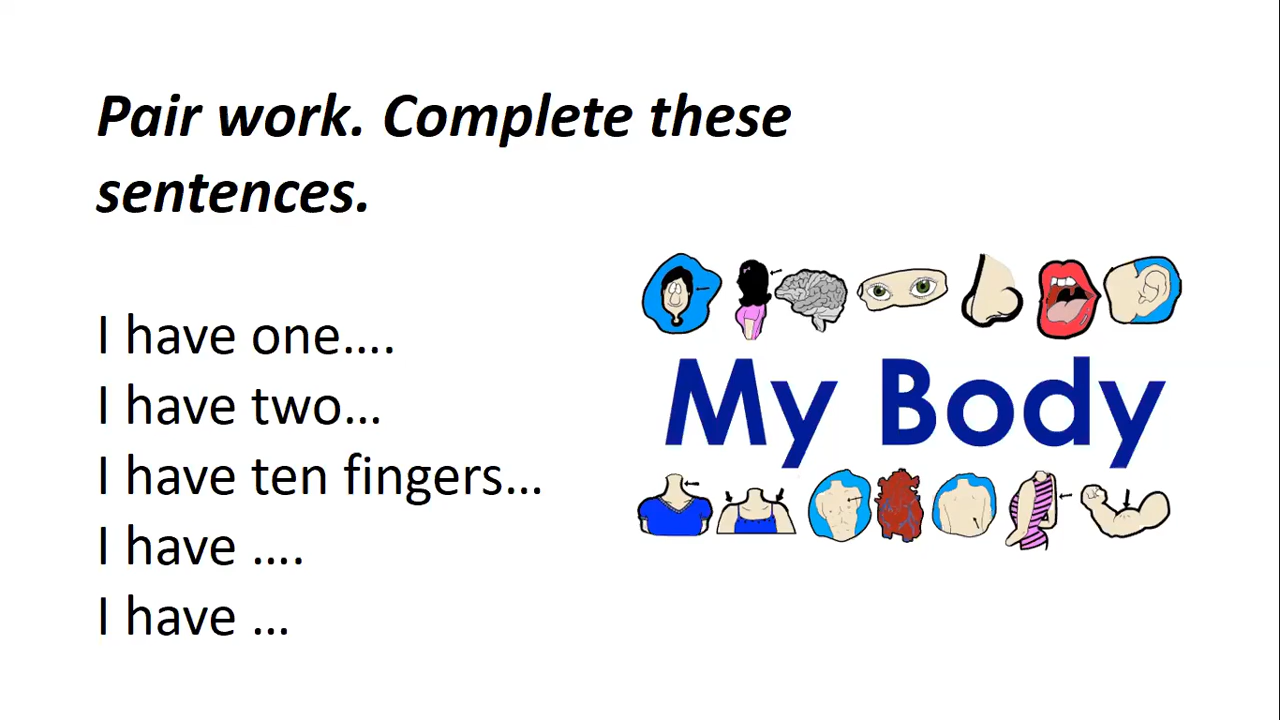 Pair work. Complete these
sentences.
I have one....
I have two...
I have ten fingers...
I have ....
I have ...
My Body